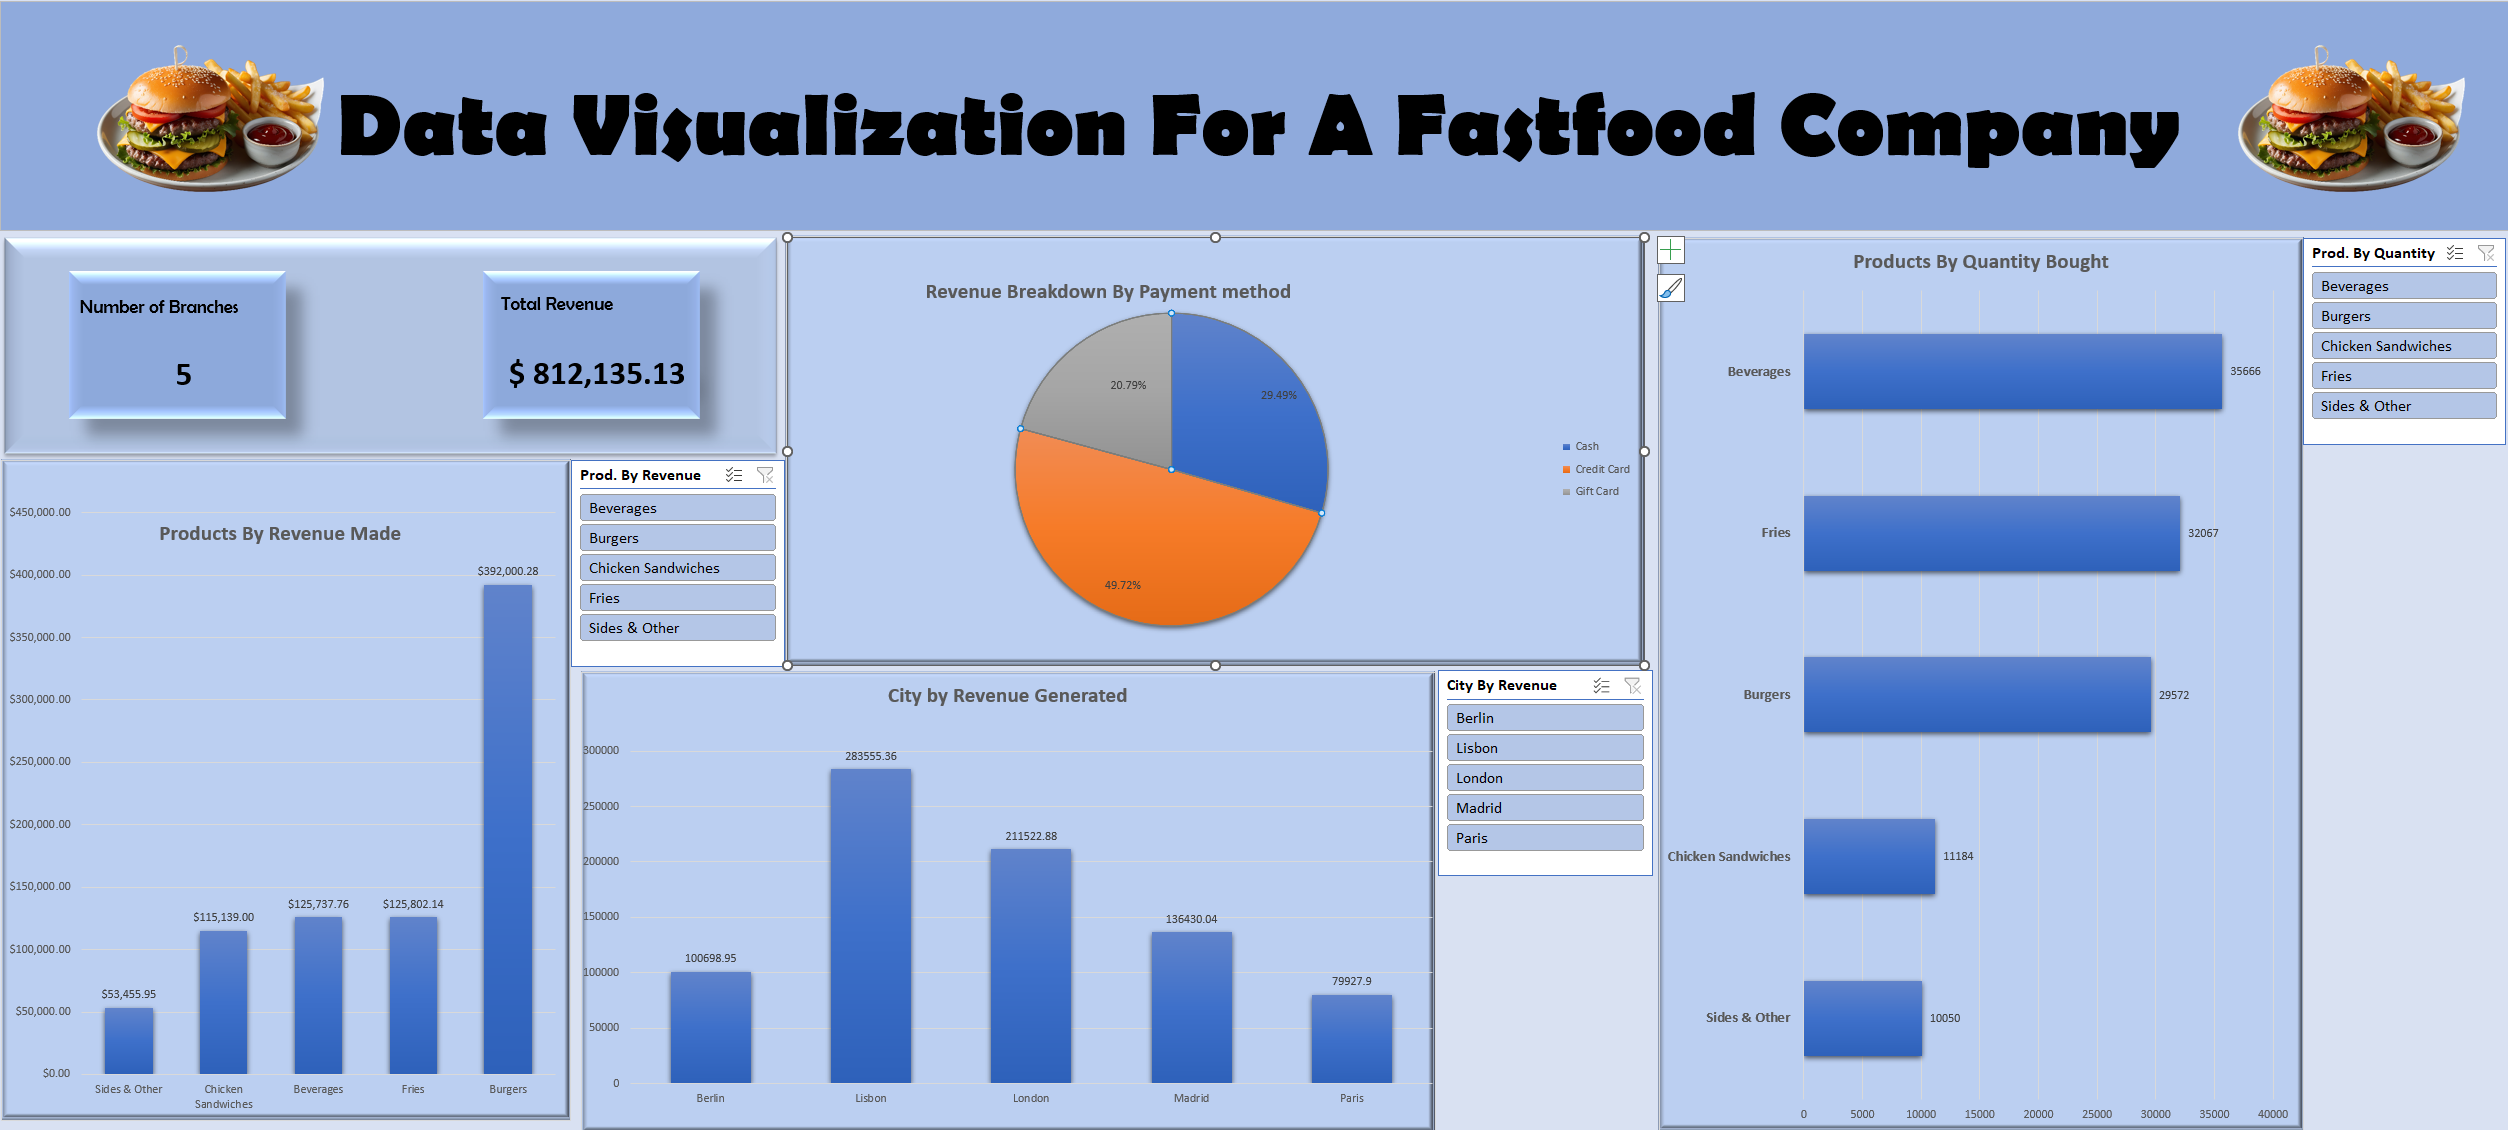 Data Visualization For A Fastfood Company
Number of Branches
5
Total Revenue
$ 812,135.13
Revenue Breakdown By Payment method
20.79%
29.49%
49.72%
Cash
Credit Card
Gift Card
Products By Quantity Bought
Beverages
35666
Fries
32067
Burgers
29572
Chicken Sandwiches
11184
Sides & Other
10050
0
5000
10000
15000
20000
25000
30000
35000
40000
Prod. By Quantity
Beverages
Burgers
Chicken Sandwiches
Fries
Sides & Other
Products By Revenue Made
$450,000.00
$400,000.00
$350,000.00
$300,000.00
$250,000.00
$200,000.00
$150,000.00
$100,000.00
$50,000.00
$0.00
$53,455.95
$115,139.00
$125,737.76
$125,802.14
$392,000.28
Sides & Other
Chicken
Sandwiches
Beverages
Fries
Burgers
Prod. By Revenue
Beverages
Burgers
Chicken Sandwiches
Fries
Sides & Other
City by Revenue Generated
300000
250000
200000
150000
100000
50000
0
100698.95
283555.36
211522.88
136430.04
79927.9
Berlin
Lisbon
London
Madrid
Paris
City By Revenue
Berlin
Lisbon
London
Madrid
Paris